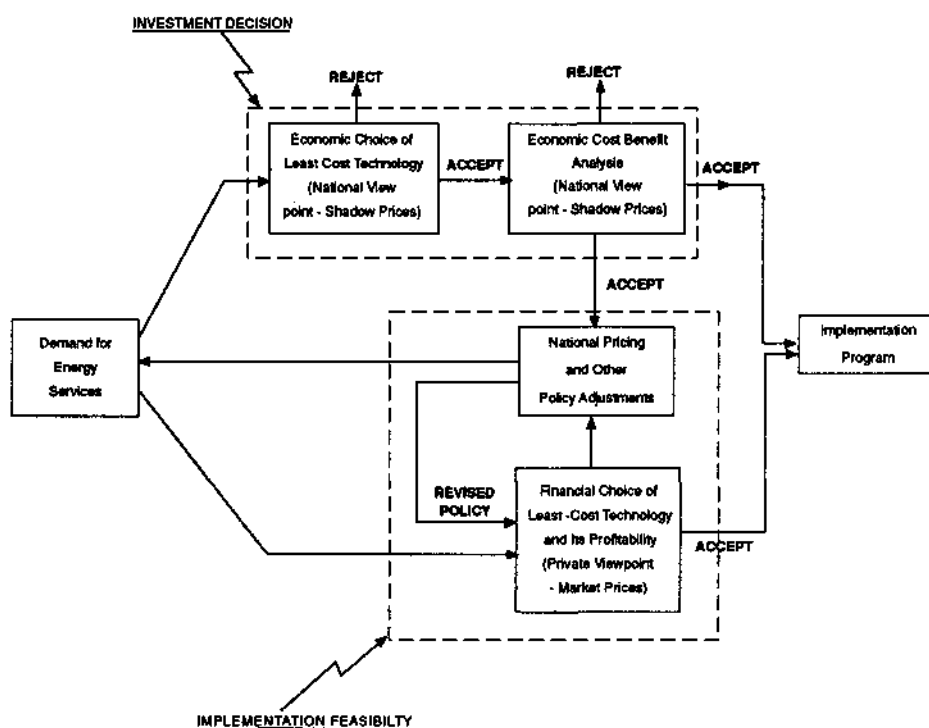 INVESTMENT DECISION
REJECT
REJECT
Economic Choice of
Least Cost Technology
(National View
point - Shadow Prices)
ACCEPT
Economic Cost Benefit
Analysis
(National View
point - Shadow Prices)
ACCEPT
ACCEPT
Demand for
Energy
Services
National Pricing
and Other
Policy Adjustments
Implementation
Program
REVISED
POLICY
Financial Choice of
Least -Cost Technology
and its Profitability
(Private Viewpoint
- Market Prices)
ACCEPT
IMPLEMENTATION FEASIBILTY